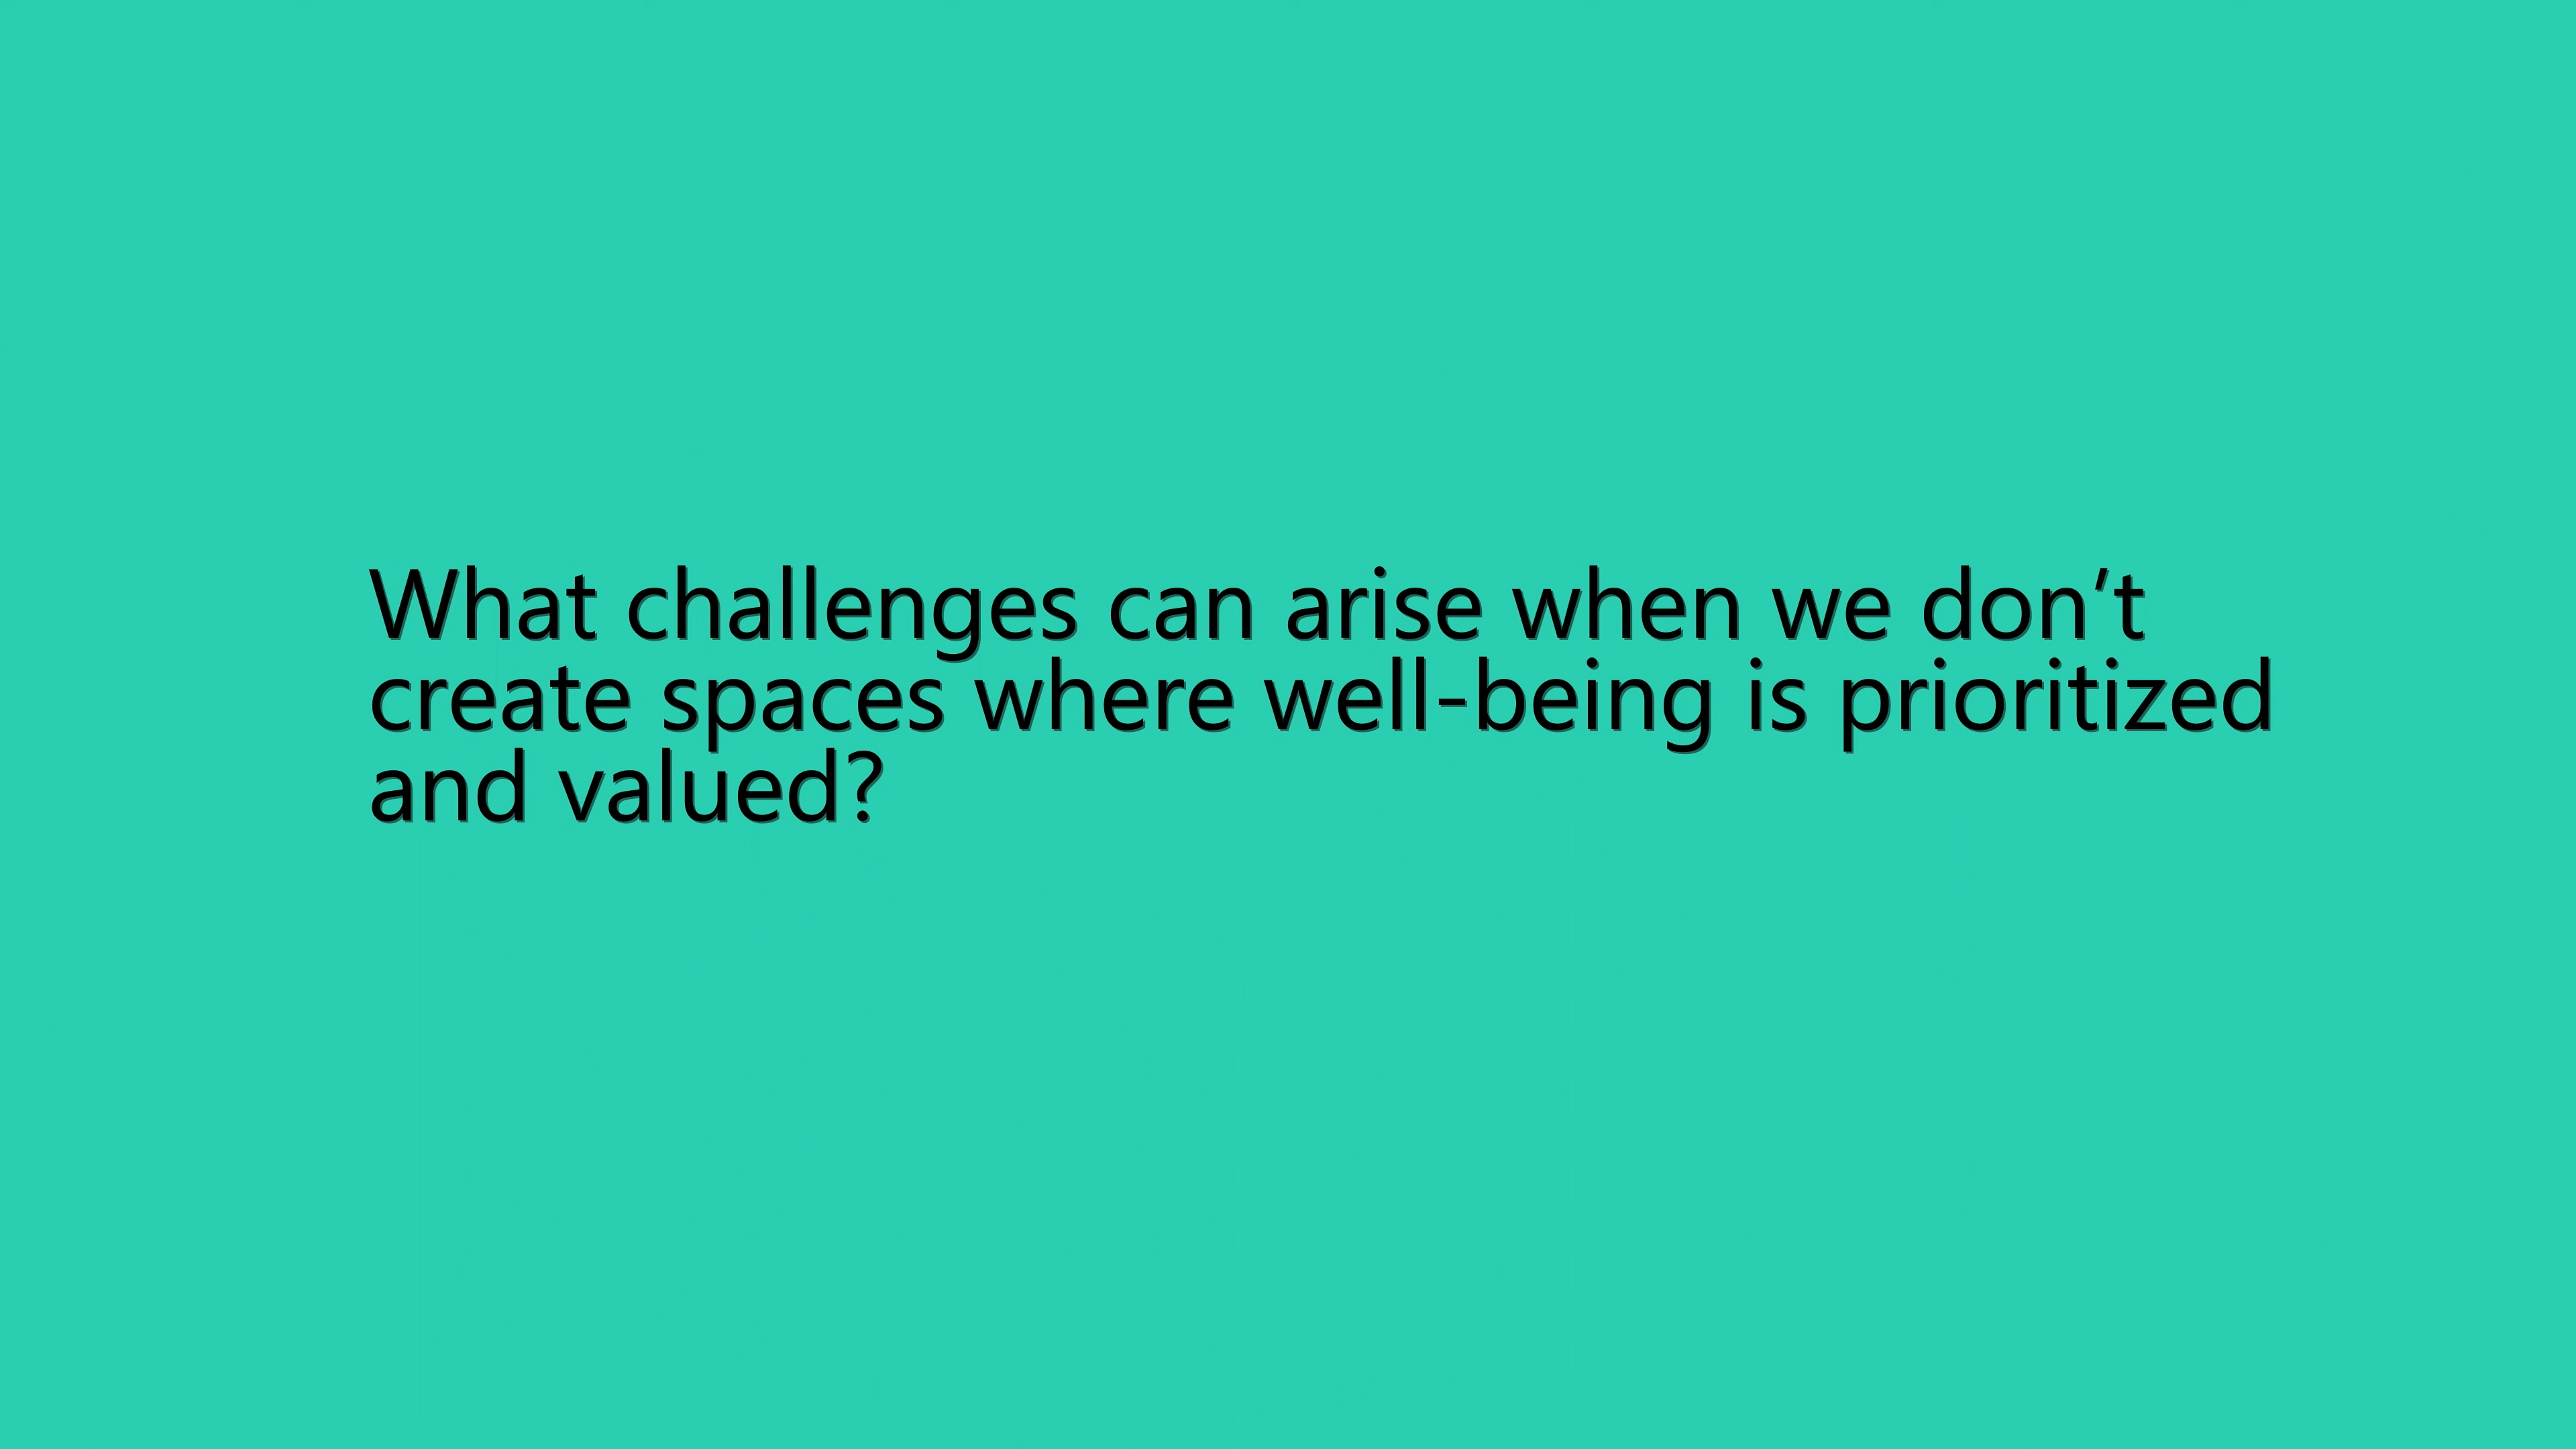 What challenges can arise when we don’t
create spaces where well-being is prioritized
and valued?